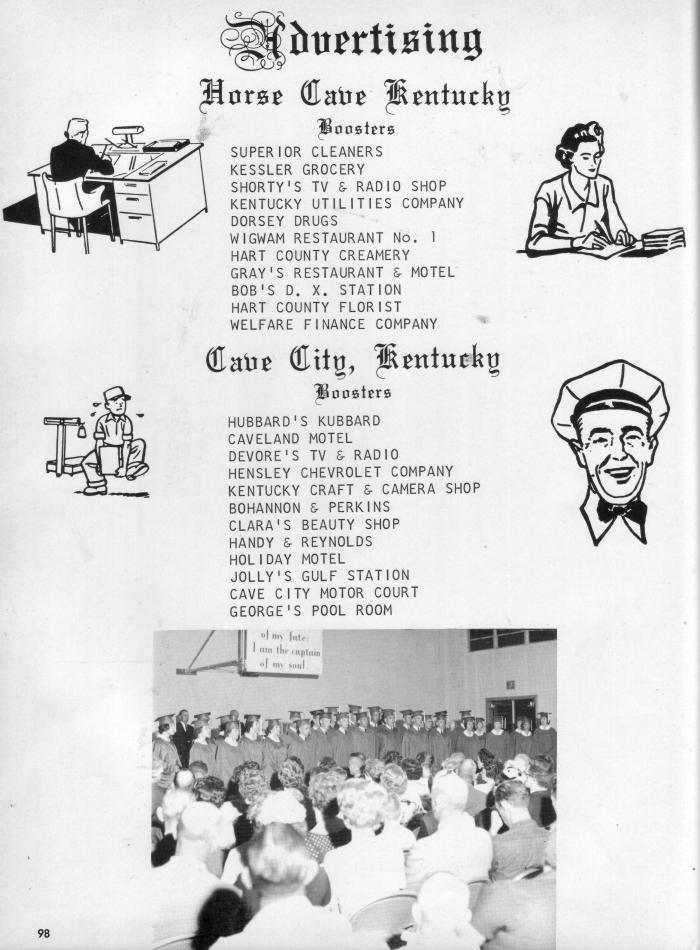 Advertising
Horse Cave Kentucky
Boosters
SUPERIOR CLEANERS
KESSLER GROCERY
SHORTY'S TV & RADIO SHOP
KENTUCKY UTILITIES COMPANY
DORSEY DRUGS
WIGWAM RESTAURANT No. 1
HART COUNTY CREAMERY
GRAY'S RESTAURANT & MOTEL
BOB'S D. X. STATION
HART COUNTY FLORIST
WELFARE FINANCE COMPANY
Cave City, Kentucky
Boosters
HUBBARD'S KUBBARD
CAVELAND MOTEL
DEVORE'S TV & RADIO
HENSLEY CHEVROLET COMPANY
KENTUCKY CRAFT & CAMERA SHOP
BOHANNON & PERKINS
CLARA'S BEAUTY SHOP
HANDY & REYNOLDS
HOLIDAY MOTEL
JOLLY'S GULF STATION
CAVE CITY MOTOR COURT
GEORGE'S POOL ROOM
of my fate:
I am the captain
of my soul.
98